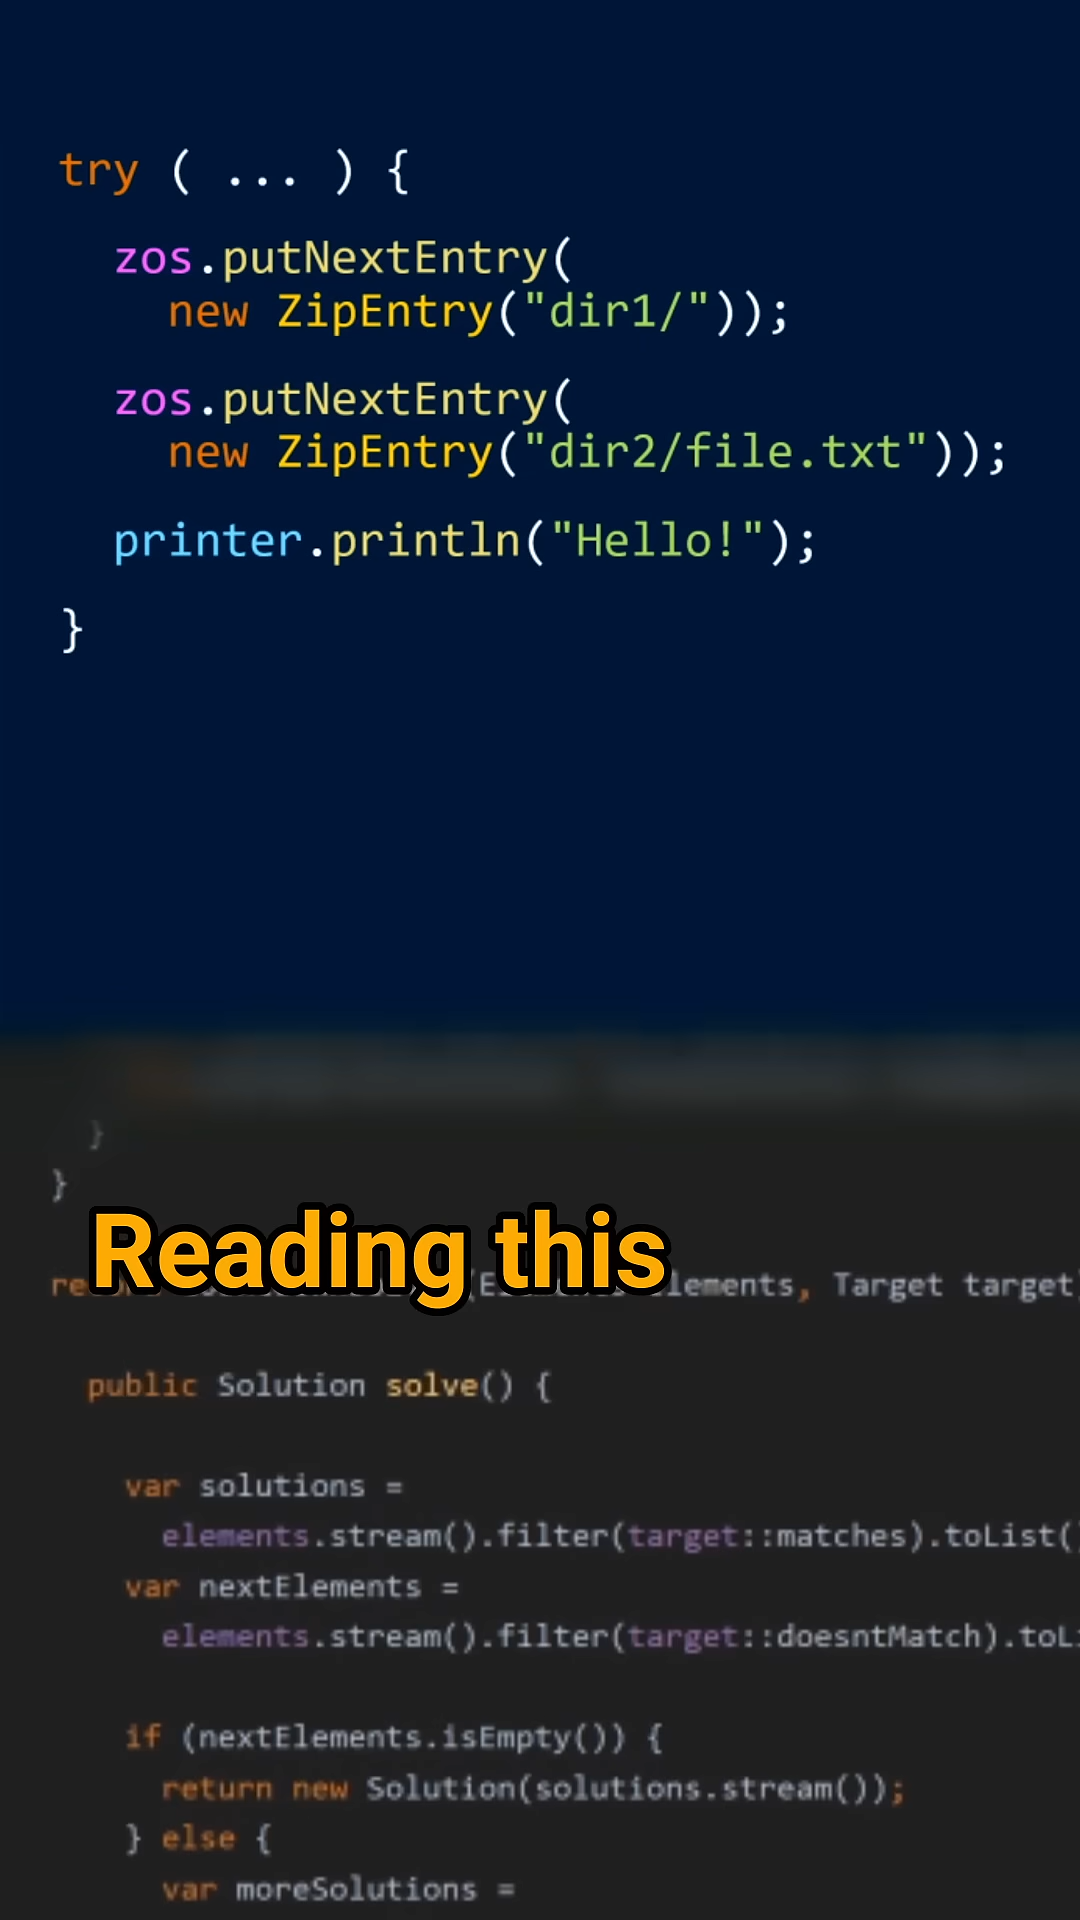 try ( ... ) {
zos.putNextEntry(
new ZipEntry("dir1/"));
zos.putNextEntry(
new ZipEntry("dir2/file.txt"));
printer.println("Hello!");
}
}
}
Reading this
elements, Target target)
public Solution solve() {
var solutions =
elements.stream().filter(target::matches).toList()
var nextElements =
elements.stream().filter(target::doesntMatch).toL
if (nextElements.isEmpty()) {
return new Solution(solutions.stream());
} else {
var moreSolutions =